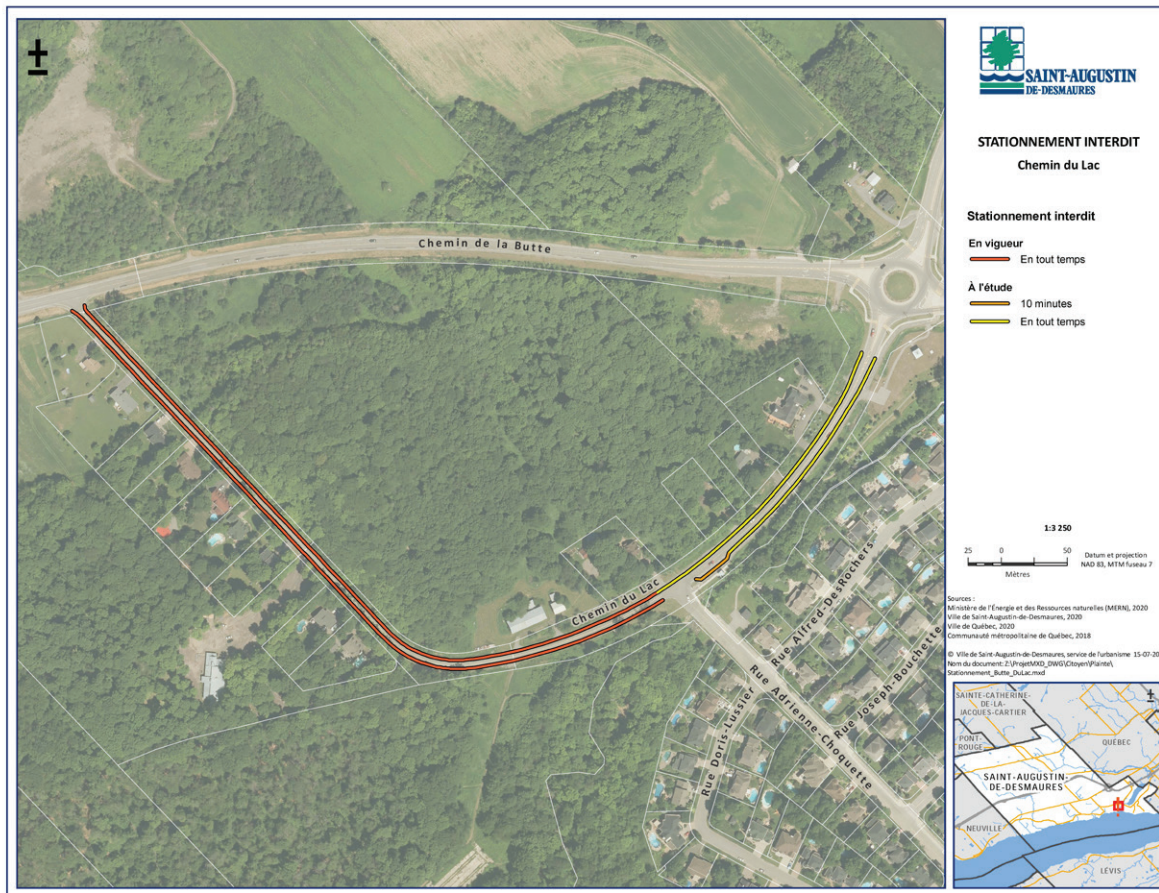 SAINT-AUGUSTIN
DE-DESMAURES
STATIONNEMENT INTERDIT
Chemin du Lac
Stationnement interdit
En vigueur
En tout temps
À l'étude
10 minutes
En tout temps
1:3 250
25 0 50
Mètres
Datum et projection
NAD 83, MTM fuseau 7
Sources :
Ministère de l'Énergie et des Ressources naturelles (MERN), 2020
Ville de Saint-Augustin-de-Desmaures, 2020
Ville de Québec, 2020
Communauté métropolitaine de Québec, 2018
© Ville de Saint-Augustin-de-Desmaures, service de l'urbanisme 15-07-20
Nom du document: Z:\ProjetMXD_DWG\Citoyen\Plainte\
Stationnement_Butte_DuLac.mxd
Chemin de la Butte
Chemin du Lac
Rue Alfred-DesRochers
Rue Joseph-Bouchette
Rue Adrienne-Choquette
Rue Doris-Lussier
SAINTE-CATHERINE-
DE-LA-
JACQUES-CARTIER
PONT-
ROUGE
QUÉBEC
SAINT-AUGUSTIN-
DE-DESMAURES
NEUVILLE
LÉVIS